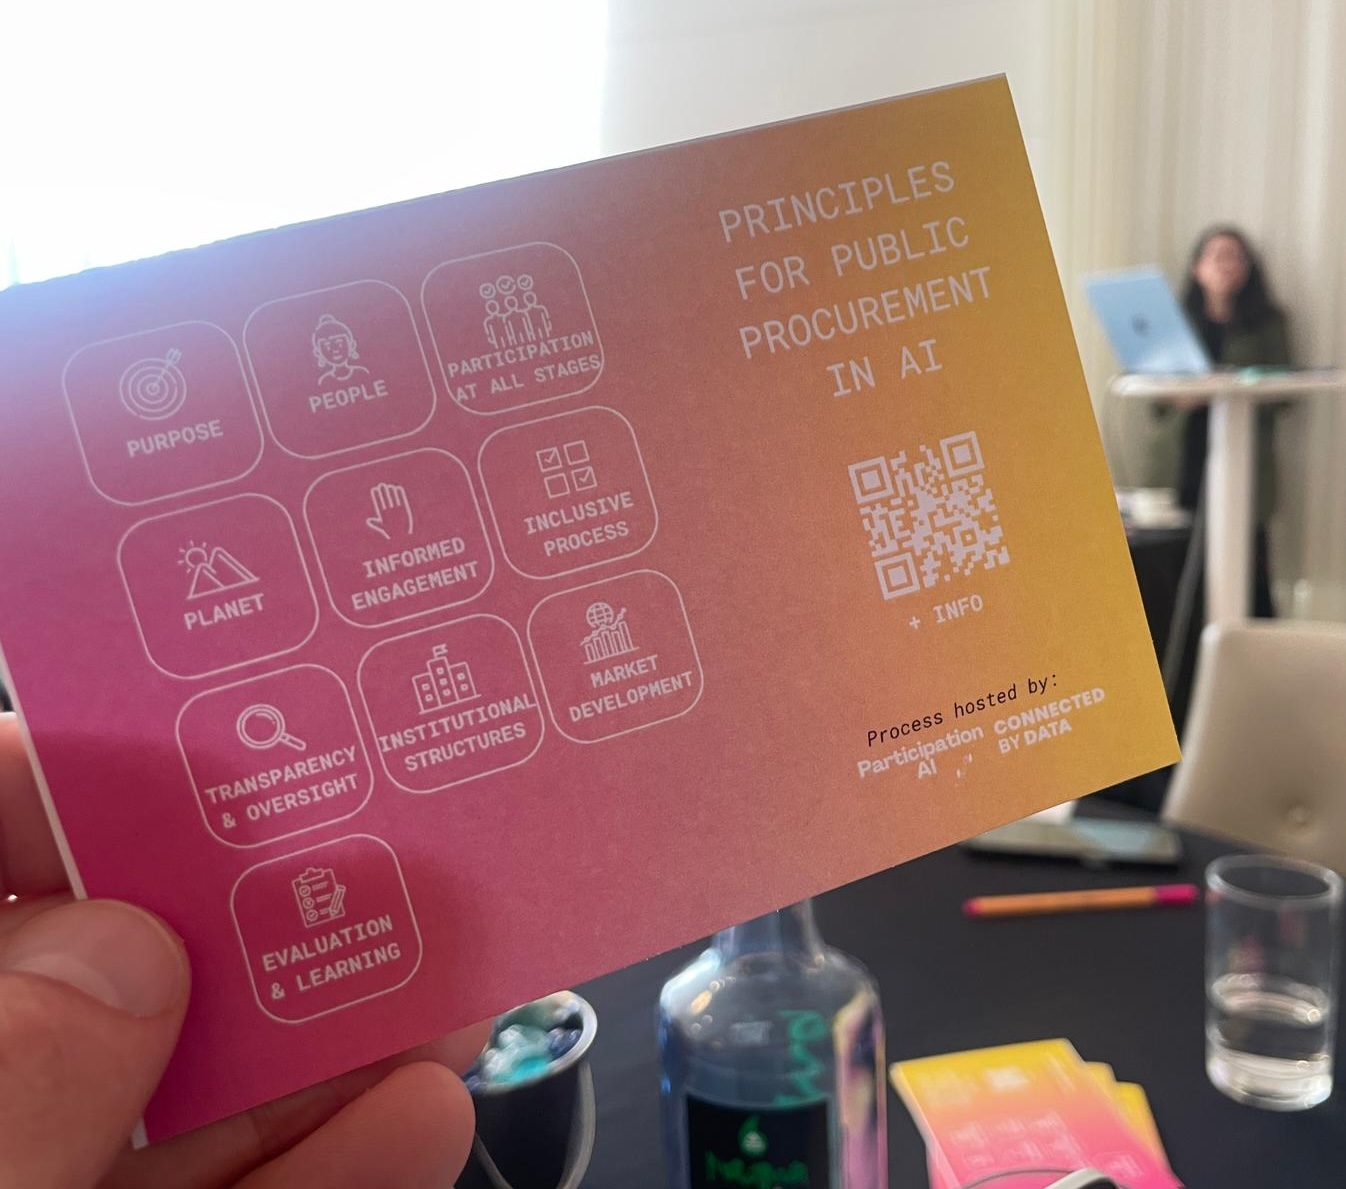 PRINCIPLES
FOR PUBLIC
PROCUREMENT
IN AI
PURPOSE
PEOPLE
PARTICIPATION
AT ALL STAGES
PLANET
INFORMED
ENGAGEMENT
INCLUSIVE
PROCESS
TRANSPARENCY
& OVERSIGHT
INSTITUTIONAL
STRUCTURES
MARKET
DEVELOPMENT
EVALUATION
& LEARNING
+ INFO
Process hosted by:
Participation
AI
CONNECTED
BY DATA